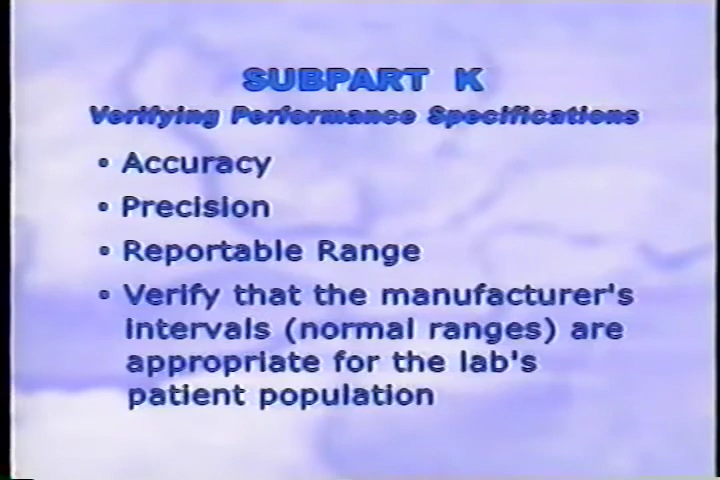 SUBPART K
Verifying Performance Specifications
• Accuracy
• Precision
• Reportable Range
• Verify that the manufacturer's
intervals (normal ranges) are
appropriate for the lab's
patient population